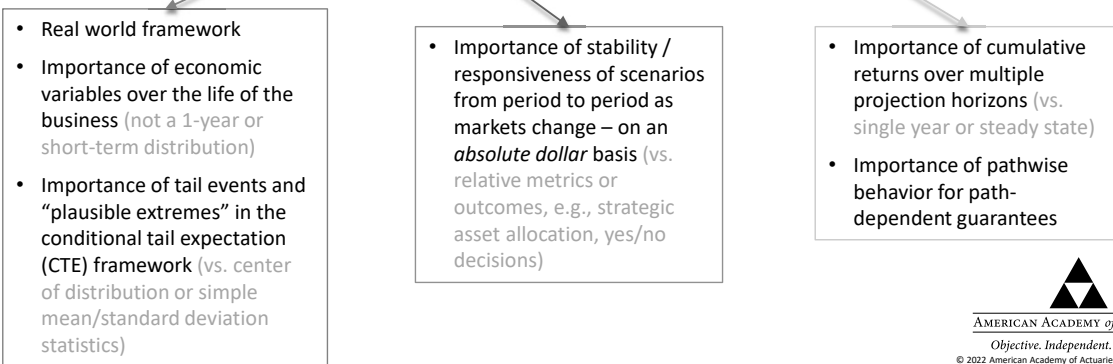 • Real world framework
• Importance of economic
variables over the life of the
business (not a 1-year or
short-term distribution)
• Importance of tail events and
“plausible extremes” in the
conditional tail expectation
(CTE) framework (vs. center
of distribution or simple
mean/standard deviation
statistics)
• Importance of stability /
responsiveness of scenarios
from period to period as
markets change – on an
absolute dollar basis (vs.
relative metrics or
outcomes, e.g., strategic
asset allocation, yes/no
decisions)
• Importance of cumulative
returns over multiple
projection horizons (vs.
single year or steady state)
• Importance of pathwise
behavior for path-
dependent guarantees
AMERICAN ACADEMY of
Objective. Independent.
© 2022 American Academy of Actuarie